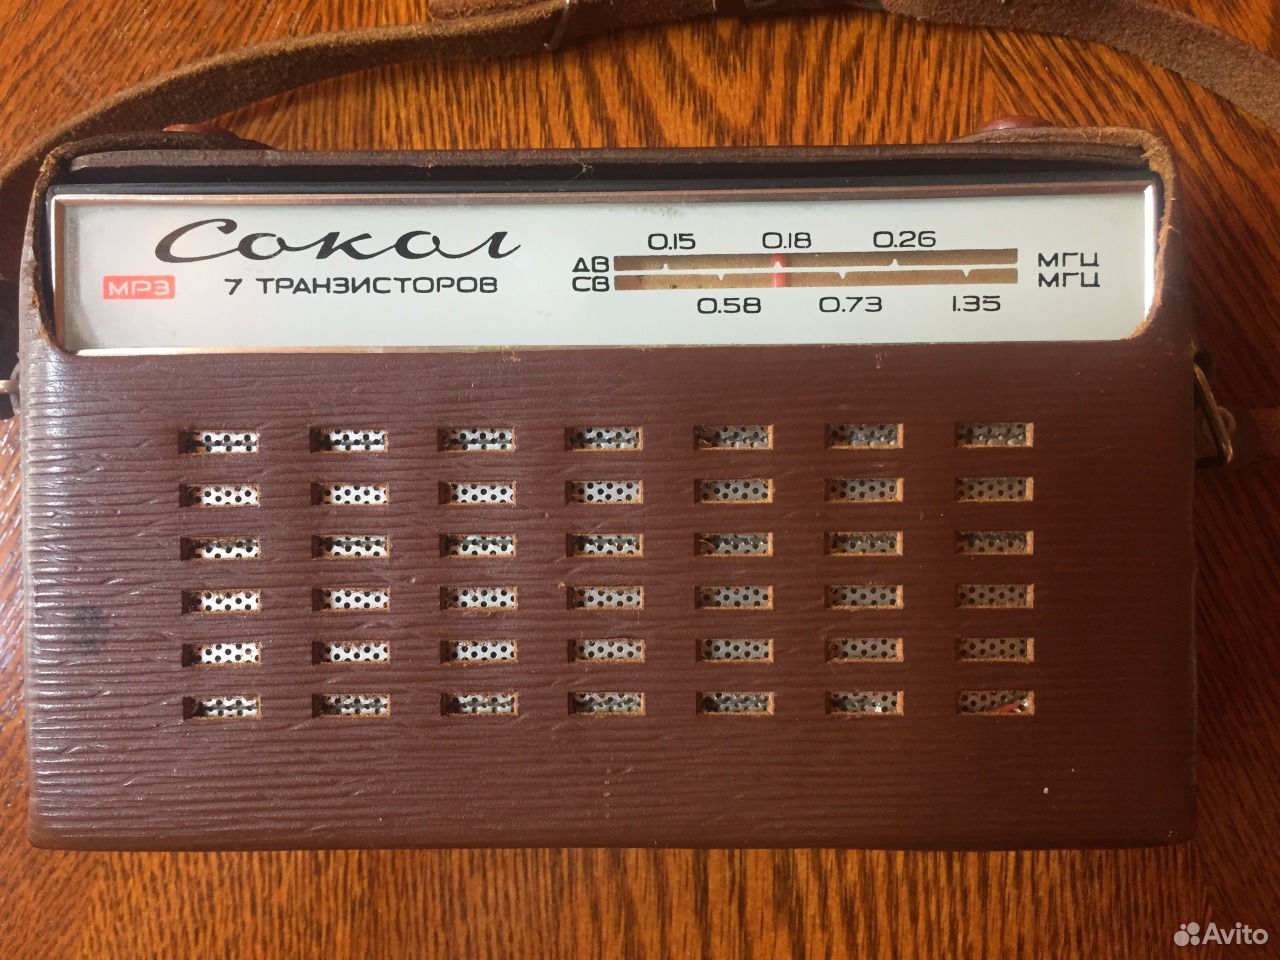 Сокол
МРЗ 7 ТРАНЗИСТОРОВ
0.15 0.18 0.26
ДВ МГЦ
СВ МГЦ
0.58 0.73 1.35
Avito